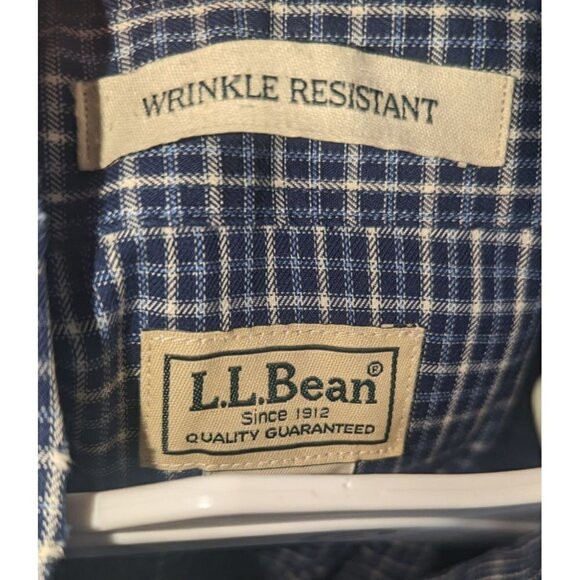 WRINKLE RESISTANT
L.L.Bean®
Since 1912
QUALITY GUARANTEED